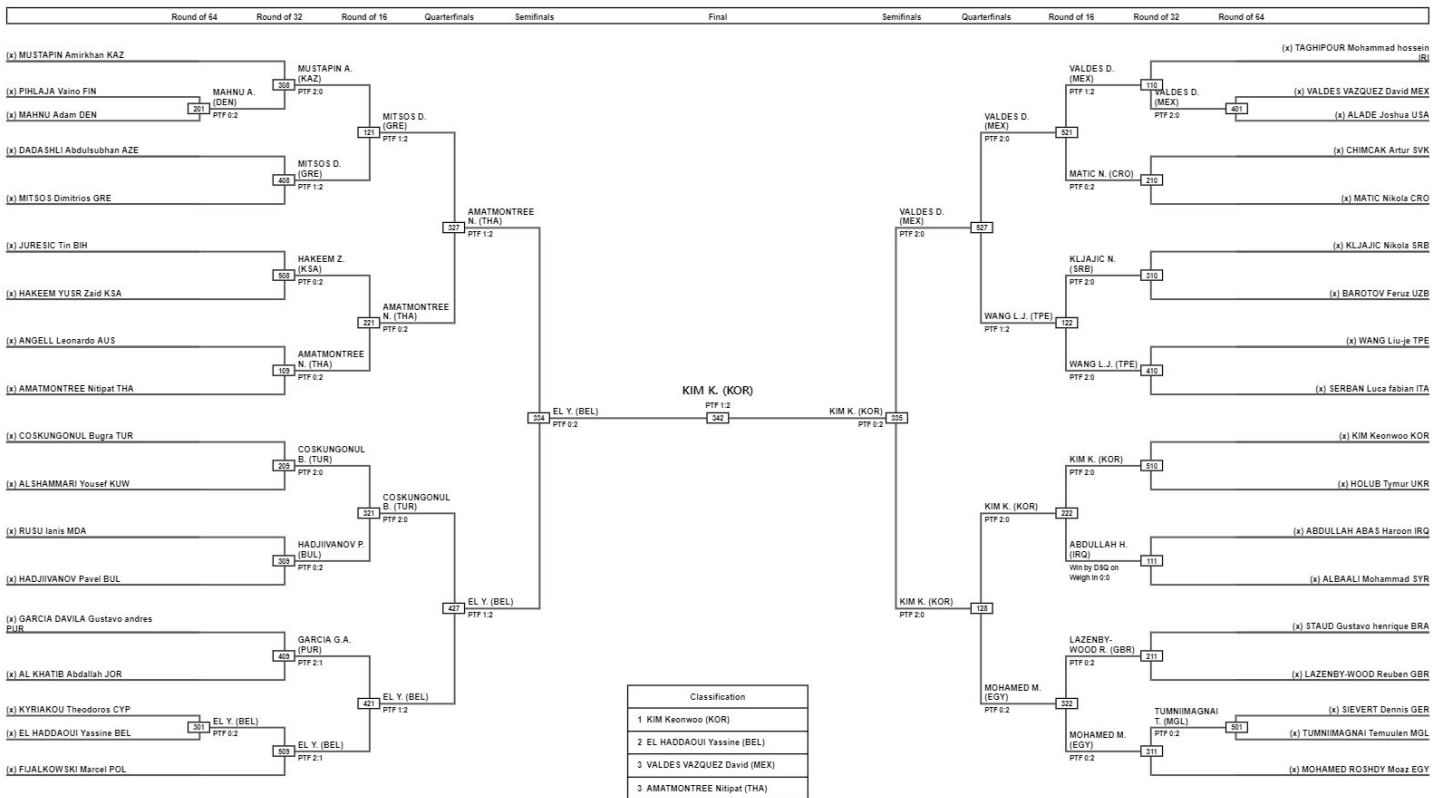 Round of 64 Round of 32 Round of 16 Quarterfinals Semifinals Final Semifinals Quarterfinals Round of 16 Round of 32 Round of 64
(x) MUSTAPIN Amirkhan KAZ
(x) PIHLAJA Vaino FIN
(x) MAHNU Adam DEN
(x) DADASHLI Abdulsubhan AZE
(x) MITSOS Dimitrios GRE
(x) JURESIC Tin BIH
(x) HAKEEM YUSR Zaid KSA
(x) ANGELL Leonardo AUS
(x) AMATMONTREE Nitipat THA
(x) COSKUNGONUL Bugra TUR
(x) ALSHAMMARI Yousef KUW
(x) RUSU Ianis MDA
(x) HADJIIVANOV Pavel BUL
(x) GARCIA DAVILA Gustavo andres
PUR
(x) AL KHATIB Abdallah JOR
(x) KYRIAKOU Theodoros CYP
(x) EL HADDAOUI Yassine BEL
(x) FIJALKOWSKI Marcel POL
201
MAHNU A.
(DEN)
PTF 0:2
301
EL Y. (BEL)
PTF 0:2
308
MUSTAPIN A.
(KAZ)
PTF 2:0
408
MITSOS D.
(GRE)
PTF 1:2
508
HAKEEM Z.
(KSA)
PTF 0:2
109
AMATMONTREE
N. (THA)
PTF 0:2
209
COSKUNGONUL
B. (TUR)
PTF 2:0
309
HADJIIVANOV P.
(BUL)
PTF 0:2
409
GARCIA G.A.
(PUR)
PTF 2:1
509
EL Y. (BEL)
PTF 2:1
121
MITSOS D.
(GRE)
PTF 1:2
221
AMATMONTREE
N. (THA)
PTF 0:2
321
COSKUNGONUL
B. (TUR)
PTF 2:0
421
EL Y. (BEL)
PTF 1:2
327
AMATMONTREE
N. (THA)
PTF 1:2
427
EL Y. (BEL)
PTF 1:2
334
EL Y. (BEL)
PTF 0:2
KIM K. (KOR)
PTF 1:2
342
KIM K. (KOR)
PTF 0:2
335
VALDES D.
(MEX)
PTF 2:0
527
KIM K. (KOR)
PTF 2:0
128
VALDES D.
(MEX)
PTF 2:0
521
WANG L.J. (TPE)
PTF 1:2
122
KIM K. (KOR)
PTF 2:0
222
MOHAMED M.
(EGY)
PTF 0:2
322
VALDES D.
(MEX)
PTF 1:2
110
MATIC N. (CRO)
PTF 0:2
210
KLJAJIC N.
(SRB)
PTF 2:0
310
WANG L.J. (TPE)
PTF 2:0
410
KIM K. (KOR)
PTF 2:0
510
ABDULLAH H.
(IRQ)
Win by DSQ on
Weigh In 0:0
111
LAZENBY-
WOOD R. (GBR)
PTF 0:2
211
MOHAMED M.
(EGY)
PTF 0:2
311
VALDES D.
(MEX)
PTF 2:0
401
TUMNIIMAGNAI
T. (MGL)
PTF 0:2
501
(x) TAGHIPOUR Mohammad hossein
IRI
(x) VALDES VAZQUEZ David MEX
(x) ALADE Joshua USA
(x) CHIMCAK Artur SVK
(x) MATIC Nikola CRO
(x) KLJAJIC Nikola SRB
(x) BAROTOV Feruz UZB
(x) WANG Liu-je TPE
(x) SERBAN Luca fabian ITA
(x) KIM Keonwoo KOR
(x) HOLUB Tymur UKR
(x) ABDULLAH ABAS Haroon IRQ
(x) ALBAALI Mohammad SYR
(x) STAUD Gustavo henrique BRA
(x) LAZENBY-WOOD Reuben GBR
(x) SIEVERT Dennis GER
(x) TUMNIIMAGNAI Temuulen MGL
(x) MOHAMED ROSHDY Moaz EGY
Classification
1 KIM Keonwoo (KOR)
2 EL HADDAOUI Yassine (BEL)
3 VALDES VAZQUEZ David (MEX)
3 AMATMONTREE Nitipat (THA)